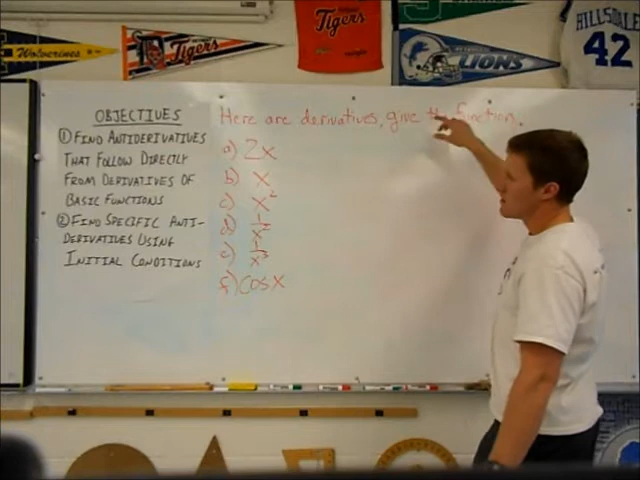 Wolverines
Tigers
Tigers
LIONS
HILLSDALE
42
OBJECTIVES
① FIND ANTIDERIVATIVES
THAT FOLLOW DIRECTLY
FROM DERIVATIVES OF
BASIC FUNCTIONS
② FIND SPECIFIC ANTI-
DERIVATIVES USING
INITIAL CONDITIONS
Here are derivatives, give the function.
a) 2x
b) x
c) x²
d) 1/x²
e) 1/x³
f) cos x